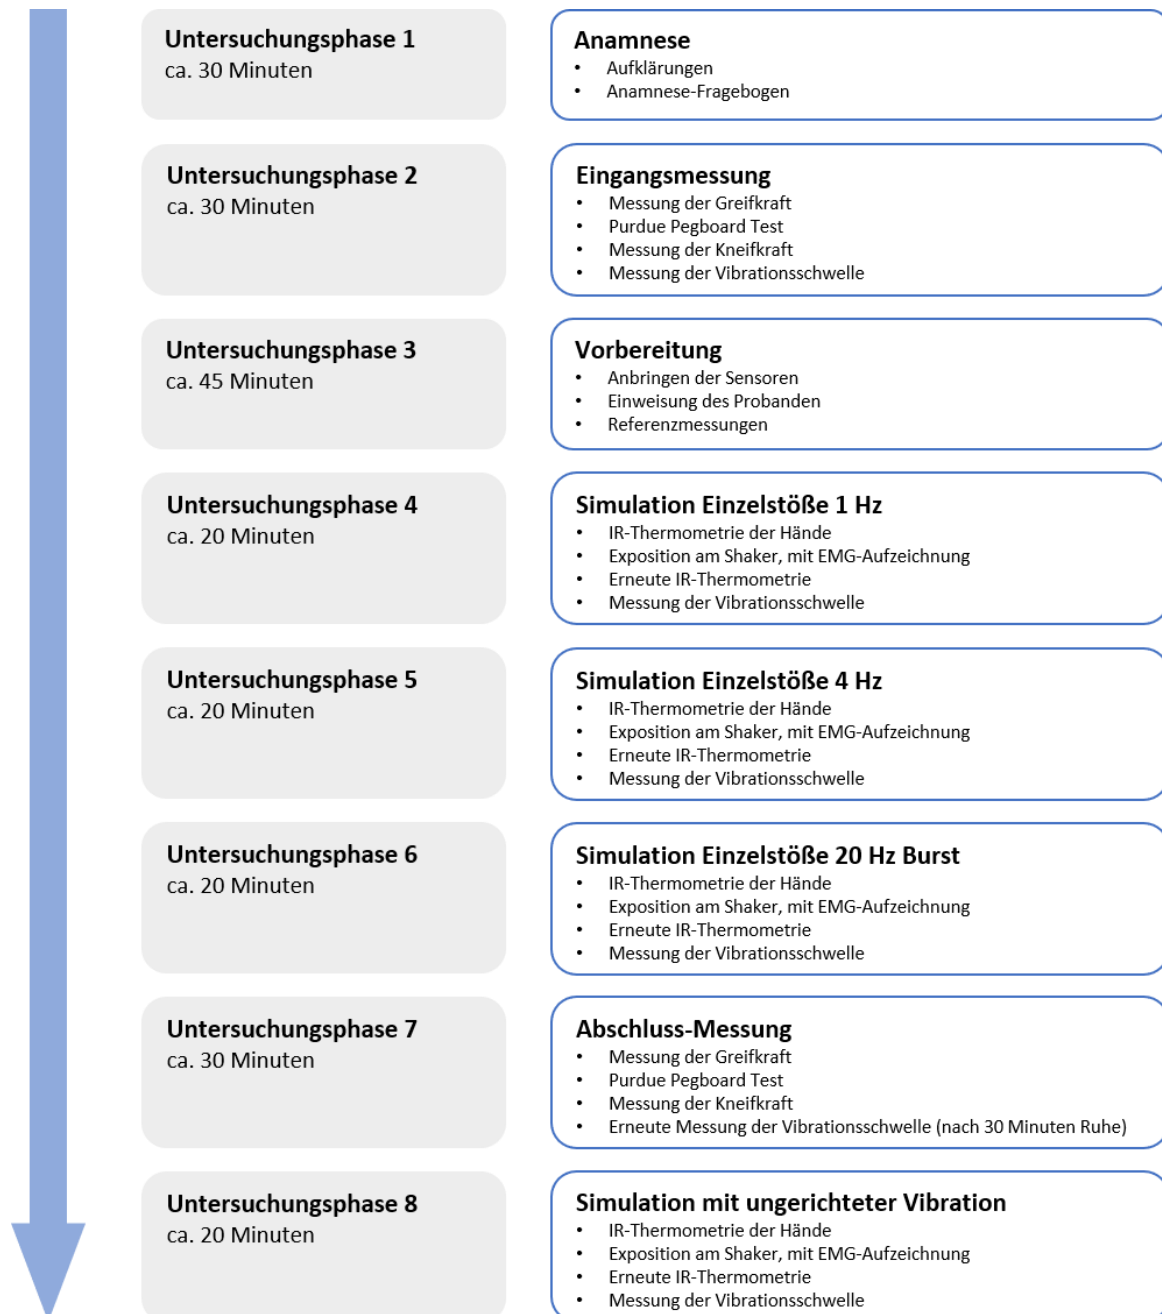 Untersuchungsphase 1
ca. 30 Minuten
Anamnese
• Aufklärungen
• Anamnese-Fragebogen
Untersuchungsphase 2
ca. 30 Minuten
Eingangsmessung
• Messung der Greifkraft
• Purdue Pegboard Test
• Messung der Kneifkraft
• Messung der Vibrationsschwelle
Untersuchungsphase 3
ca. 45 Minuten
Vorbereitung
• Anbringen der Sensoren
• Einweisung des Probanden
• Referenzmessungen
Untersuchungsphase 4
ca. 20 Minuten
Simulation Einzelstöße 1 Hz
• IR-Thermometrie der Hände
• Exposition am Shaker, mit EMG-Aufzeichnung
• Erneute IR-Thermometrie
• Messung der Vibrationsschwelle
Untersuchungsphase 5
ca. 20 Minuten
Simulation Einzelstöße 4 Hz
• IR-Thermometrie der Hände
• Exposition am Shaker, mit EMG-Aufzeichnung
• Erneute IR-Thermometrie
• Messung der Vibrationsschwelle
Untersuchungsphase 6
ca. 20 Minuten
Simulation Einzelstöße 20 Hz Burst
• IR-Thermometrie der Hände
• Exposition am Shaker, mit EMG-Aufzeichnung
• Erneute IR-Thermometrie
• Messung der Vibrationsschwelle
Untersuchungsphase 7
ca. 30 Minuten
Abschluss-Messung
• Messung der Greifkraft
• Purdue Pegboard Test
• Messung der Kneifkraft
• Erneute Messung der Vibrationsschwelle (nach 30 Minuten Ruhe)
Untersuchungsphase 8
ca. 20 Minuten
Simulation mit ungerichteter Vibration
• IR-Thermometrie der Hände
• Exposition am Shaker, mit EMG-Aufzeichnung
• Erneute IR-Thermometrie
• Messung der Vibrationsschwelle